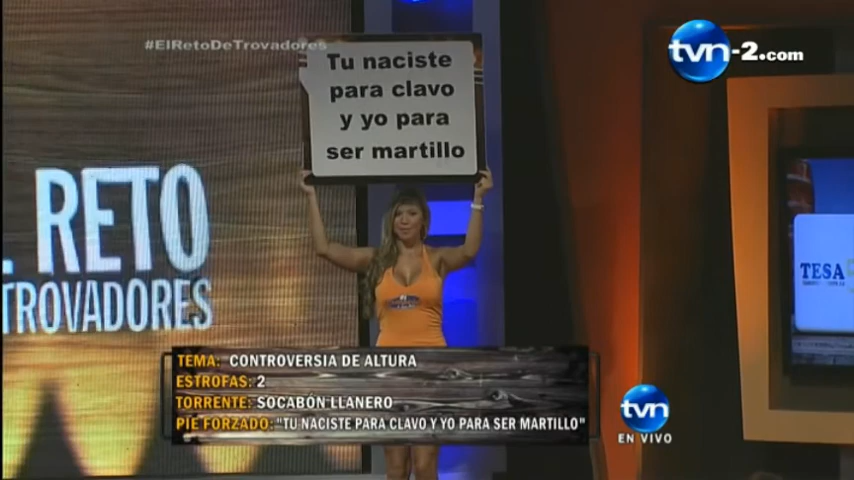 #ElRetoDeTrovadores
tvn-2.com
Tu naciste
para clavo
y yo para
ser martillo
L RETO
TROVADORES
TESA
TEMA: CONTROVERSIA DE ALTURA
ESTROFAS: 2
TORRENTE: SOCABÓN LLANERO
PIE FORZADO: "TU NACISTE PARA CLAVO Y YO PARA SER MARTILLO"
tvn
EN VIVO